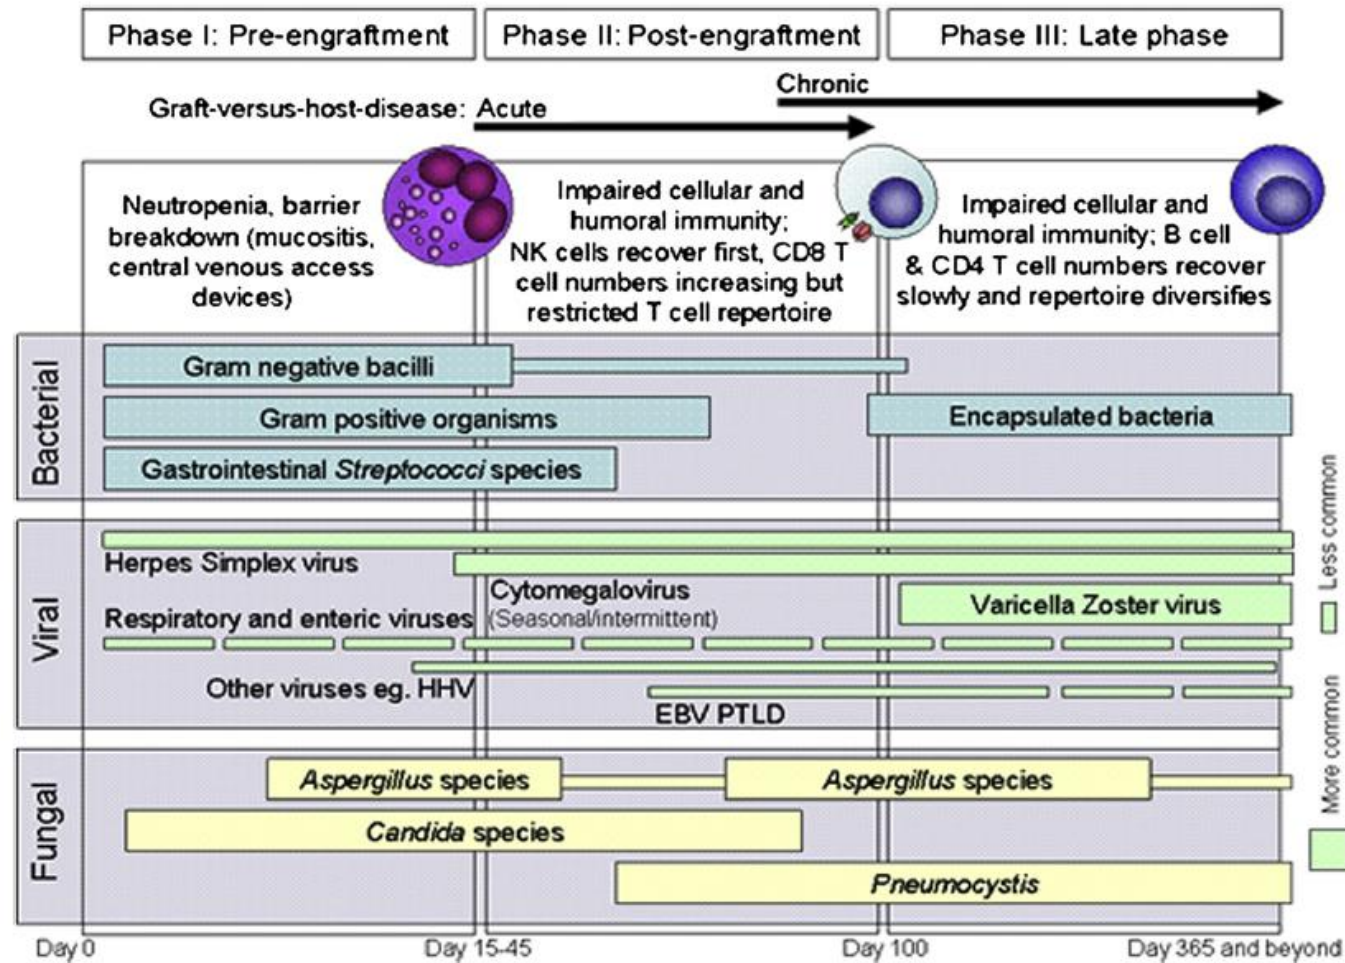 Phase I: Pre-engraftment
Phase II: Post-engraftment
Phase III: Late phase
Chronic
Graft-versus-host-disease: Acute
Neutropenia, barrier
breakdown (mucositis,
central venous access
devices)
Impaired cellular and
humoral immunity;
NK cells recover first, CD8 T
cell numbers increasing but
restricted T cell repertoire
Impaired cellular and
humoral immunity; B cell
& CD4 T cell numbers recover
slowly and repertoire diversifies
Bacterial
Gram negative bacilli
Gram positive organisms
Encapsulated bacteria
Gastrointestinal Streptococci species
Viral
Herpes Simplex virus
Cytomegalovirus
Varicella Zoster virus
Respiratory and enteric viruses
(Seasonal/intermittent)
Other viruses eg. HHV
EBV PTLD
Fungal
Aspergillus species
Aspergillus species
Candida species
Pneumocystis
Less common
More common
Day 0
Day 15-45
Day 100
Day 365 and beyond